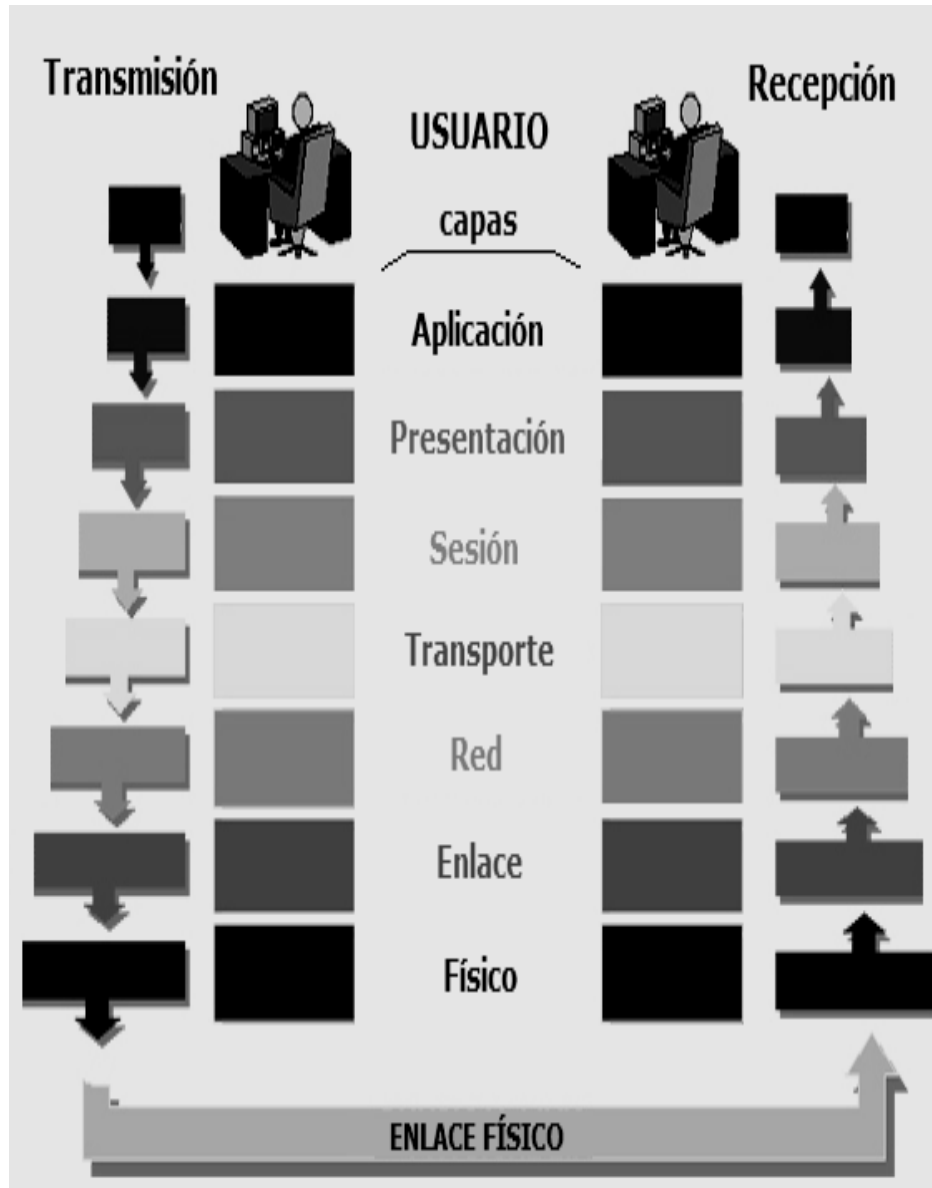 Transmisión
Recepción
USUARIO
capas
Aplicación
Presentación
Sesión
Transporte
Red
Enlace
Físico
ENLACE FÍSICO